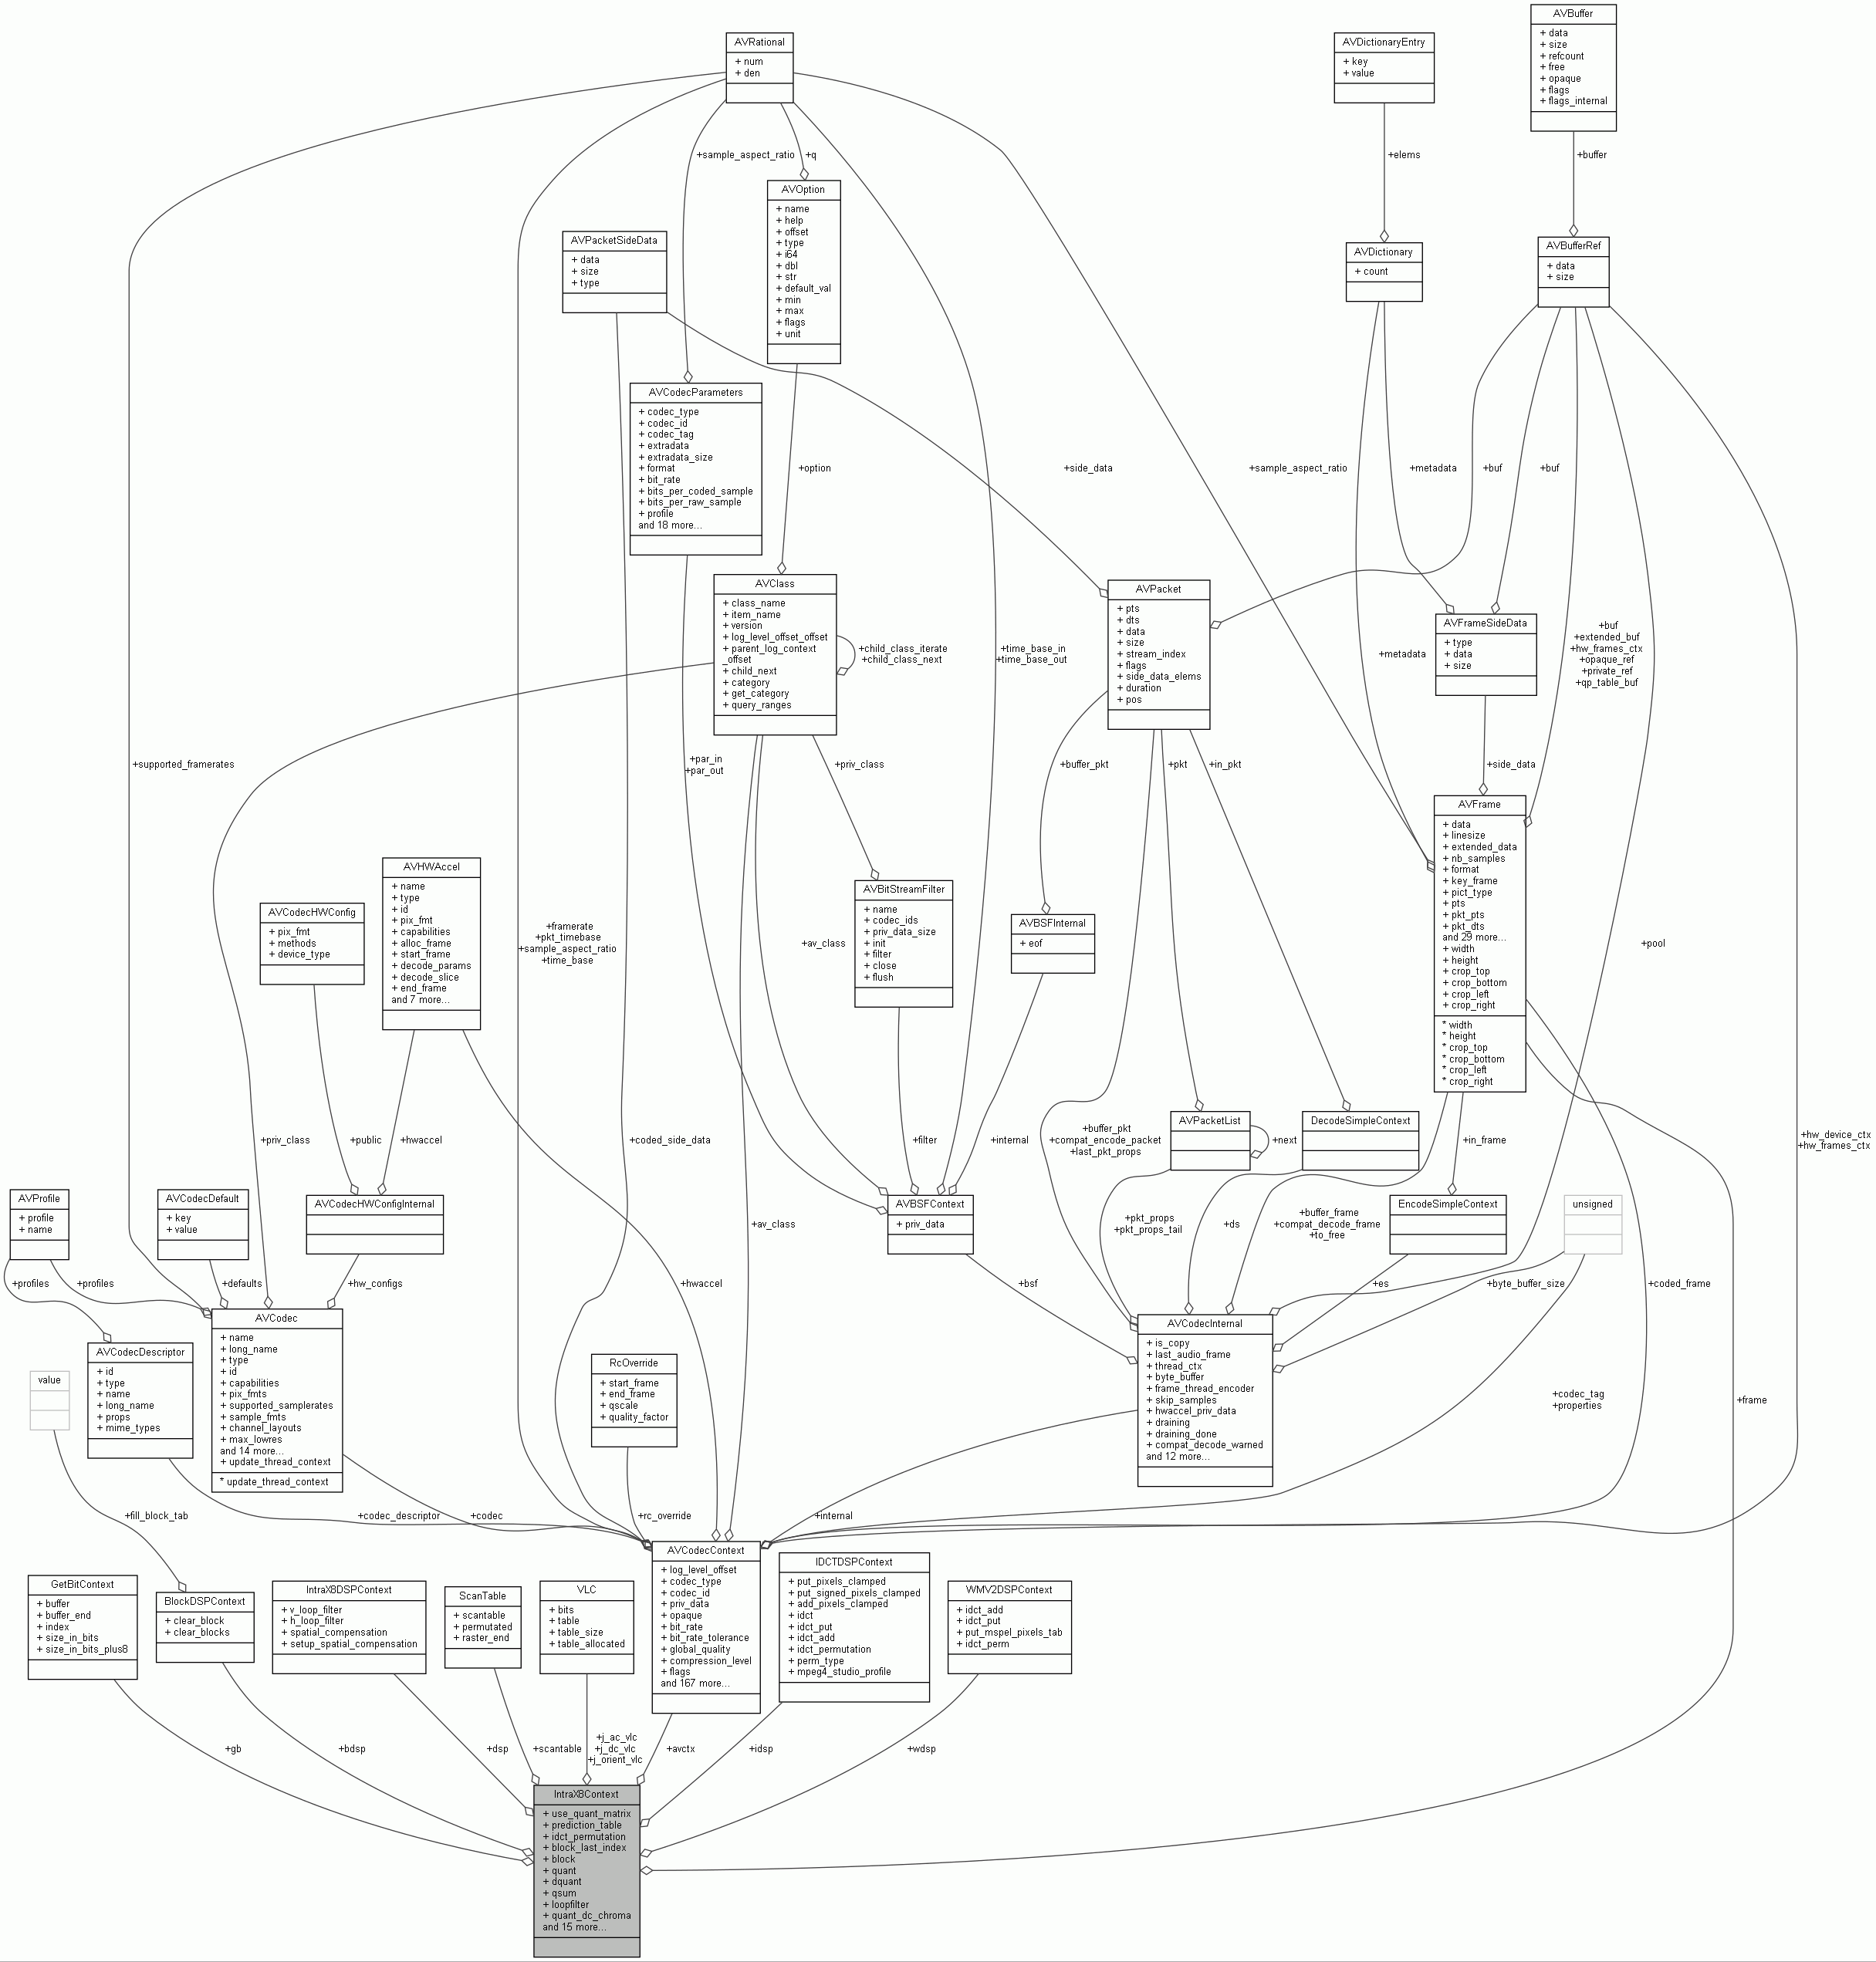 AVBuffer
+ data
+ size
+ refcount
+ free
+ opaque
+ flags
+ flags_internal
AVRational
+ num
+ den
AVDictionaryEntry
+ key
+ value
+sample_aspect_ratio
+q
+elems
+buffer
AVOption
+ name
+ help
+ offset
+ type
+ i64
+ dbl
+ str
+ default_val
+ min
+ max
+ flags
+ unit
AVPacketSideData
+ data
+ size
+ type
AVDictionary
+ count
AVBufferRef
+ data
+ size
AVCodecParameters
+ codec_type
+ codec_id
+ codec_tag
+ extradata
+ extradata_size
+ format
+ bit_rate
+ bits_per_coded_sample
+ bits_per_raw_sample
+ profile
and 18 more...
+option
+side_data
+sample_aspect_ratio
+metadata
+buf
+buf
AVClass
+ class_name
+ item_name
+ version
+ log_level_offset_offset
+ parent_log_context
_offset
+ child_next
+ category
+ get_category
+ query_ranges
+child_class_iterate
+child_class_next
+time_base_in
+time_base_out
AVPacket
+ pts
+ dts
+ data
+ size
+ stream_index
+ flags
+ side_data_elems
+ duration
+ pos
+metadata
AVFrameSideData
+ type
+ data
+ size
+buf
+extended_buf
+hw_frames_ctx
+opaque_ref
+private_ref
+qp_table_buf
+supported_framerates
+par_in
+par_out
+priv_class
+buffer_pkt
+pkt
+in_pkt
+side_data
AVFrame
+ data
+ linesize
+ extended_data
+ nb_samples
+ format
+ key_frame
+ pict_type
+ pts
+ pkt_pts
+ pkt_dts
and 29 more...
+ width
+ height
+ crop_top
+ crop_bottom
+ crop_left
+ crop_right
* width
* height
* crop_top
* crop_bottom
* crop_left
* crop_right
AVHWAccel
+ name
+ type
+ id
+ pix_fmt
+ capabilities
+ alloc_frame
+ start_frame
+ decode_params
+ decode_slice
+ end_frame
and 7 more...
AVCodecHWConfig
+ pix_fmt
+ methods
+ device_type
+framerate
+pkt_timebase
+sample_aspect_ratio
+time_base
+av_class
AVBitStreamFilter
+ name
+ codec_ids
+ priv_data_size
+ init
+ filter
+ close
+ flush
AVBSFInternal
+ eof
+pool
+priv_class
+public
+hwaccel
+coded_side_data
+filter
+internal
+buffer_pkt
+compat_encode_packet
+last_pkt_props
AVPacketList
+next
DecodeSimpleContext
+in_frame
+hw_device_ctx
+hw_frames_ctx
AVProfile
+ profile
+ name
AVCodecDefault
+ key
+ value
AVCodecHWConfigInternal
+av_class
AVBSFContext
+ priv_data
+pkt_props
+pkt_props_tail
+ds
+buffer_frame
+compat_decode_frame
+to_free
EncodeSimpleContext
unsigned
+profiles
+profiles
+defaults
+hw_configs
+hwaccel
+bsf
+es
+byte_buffer_size
+coded_frame
AVCodec
+ name
+ long_name
+ type
+ id
+ capabilities
+ pix_fmts
+ supported_samplerates
+ sample_fmts
+ channel_layouts
+ max_lowres
and 14 more...
+ update_thread_context
* update_thread_context
AVCodecDescriptor
+ id
+ type
+ name
+ long_name
+ props
+ mime_types
value
RcOverride
+ start_frame
+ end_frame
+ qscale
+ quality_factor
AVCodecInternal
+ is_copy
+ last_audio_frame
+ thread_ctx
+ byte_buffer
+ frame_thread_encoder
+ skip_samples
+ hwaccel_priv_data
+ draining
+ draining_done
+ compat_decode_warned
and 12 more...
+codec_tag
+properties
+frame
+fill_block_tab
+codec_descriptor
+codec
+rc_override
+internal
GetBitContext
+ buffer
+ buffer_end
+ index
+ size_in_bits
+ size_in_bits_plus8
BlockDSPContext
+ clear_block
+ clear_blocks
IntraX8DSPContext
+ v_loop_filter
+ h_loop_filter
+ spatial_compensation
+ setup_spatial_compensation
ScanTable
+ scantable
+ permutated
+ raster_end
VLC
+ bits
+ table
+ table_size
+ table_allocated
AVCodecContext
+ log_level_offset
+ codec_type
+ codec_id
+ priv_data
+ opaque
+ bit_rate
+ bit_rate_tolerance
+ global_quality
+ compression_level
+ flags
and 167 more...
IDCTDSPContext
+ put_pixels_clamped
+ put_signed_pixels_clamped
+ add_pixels_clamped
+ idct
+ idct_put
+ idct_add
+ idct_permutation
+ perm_type
+ mpeg4_studio_profile
WMV2DSPContext
+ idct_add
+ idct_put
+ put_mspel_pixels_tab
+ idct_perm
+gb
+bdsp
+dsp
+scantable
+j_ac_vlc
+j_dc_vlc
+j_orient_vlc
+avctx
+idsp
+wdsp
IntraX8Context
+ use_quant_matrix
+ prediction_table
+ idct_permutation
+ block_last_index
+ block
+ quant
+ dquant
+ qsum
+ loopfilter
+ quant_dc_chroma
and 15 more...